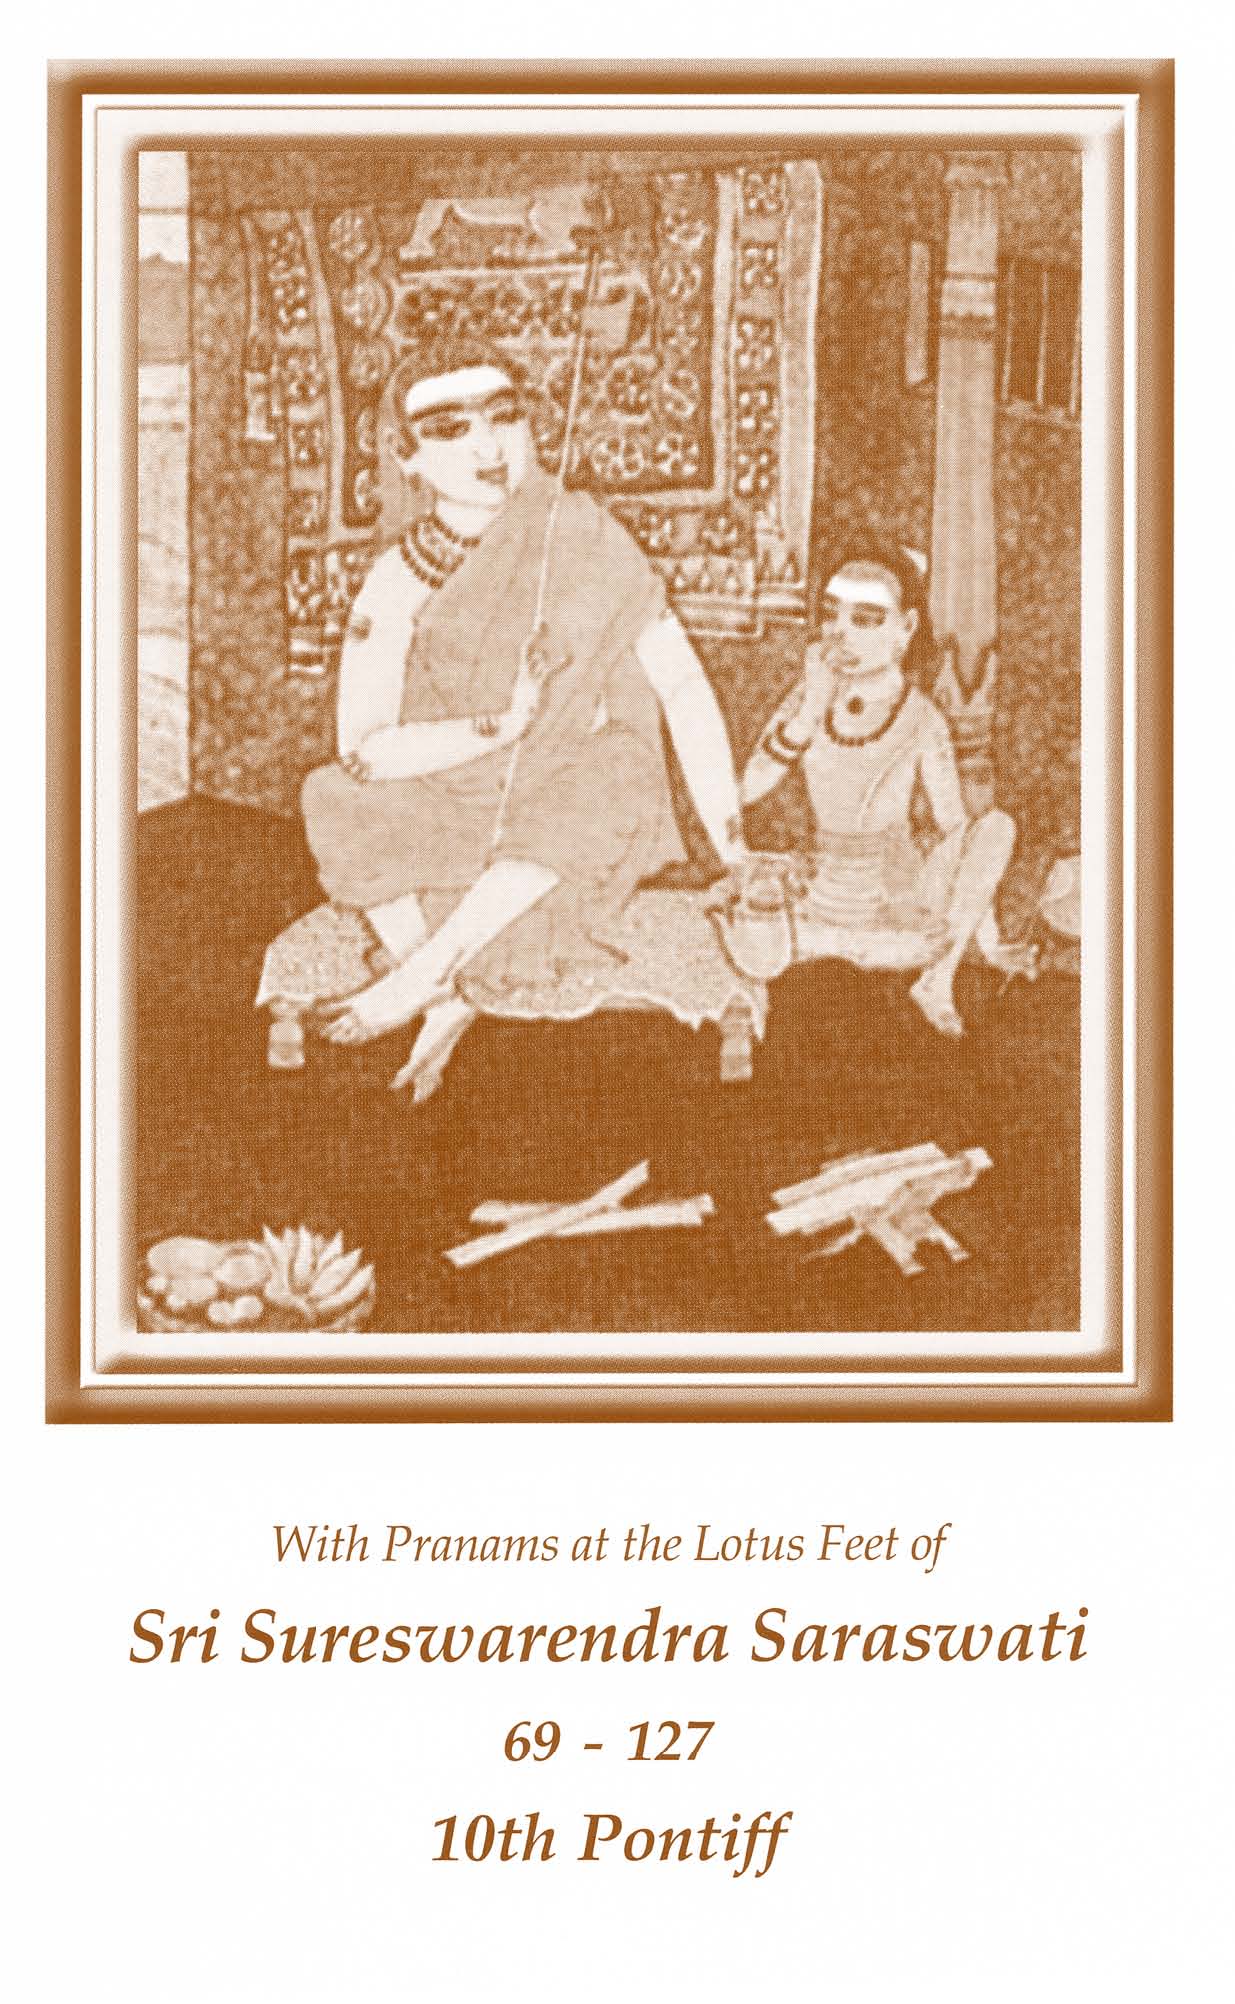 With Pranams at the Lotus Feet of
Sri Sureswarendra Saraswati
69 - 127
10th Pontiff